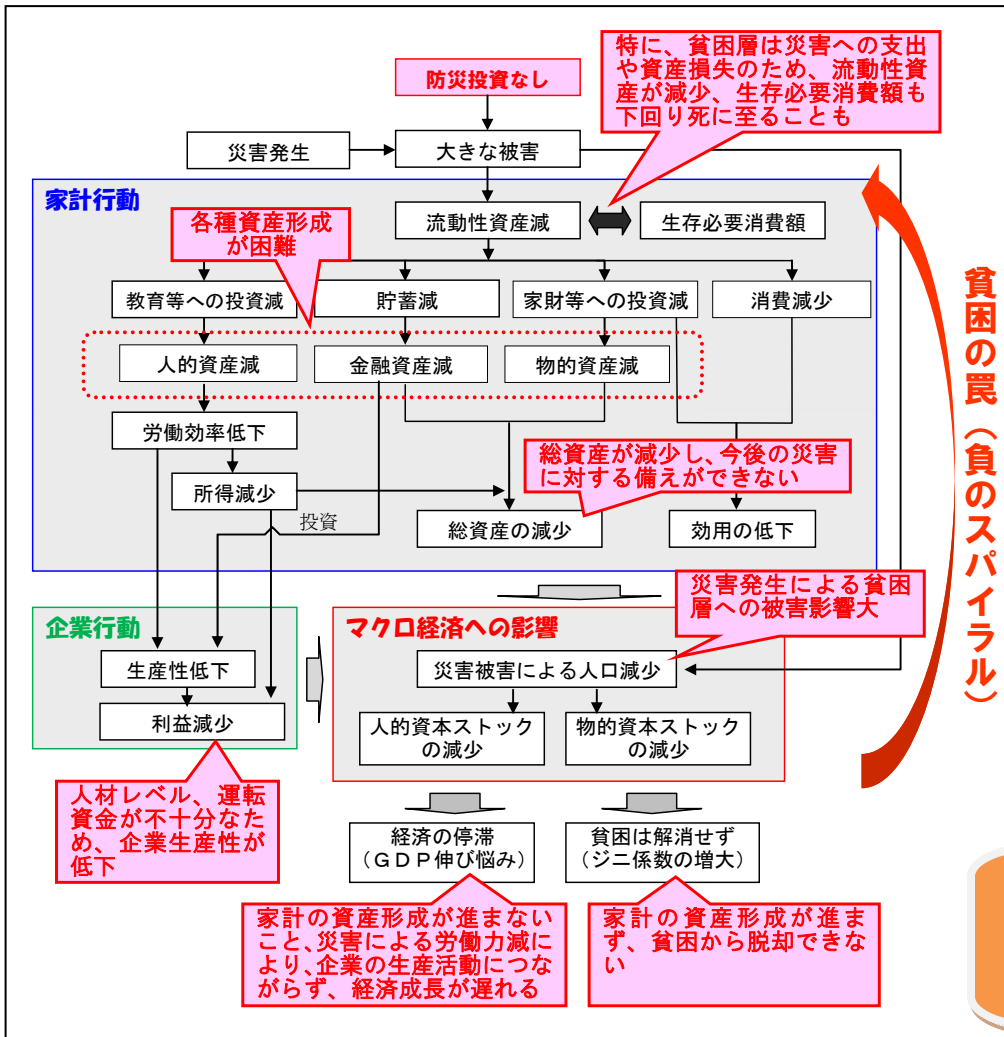 特に、貧困層は災害への支出
や資産損失のため、流動性資
産が減少、生存必要消費額も
下回り死に至ることも
防災投資なし
災害発生
大きな被害
家計行動
各種資産形成
が困難
流動性資産減
生存必要消費額
教育等への投資減
貯蓄減
家財等への投資減
消費減少
人的資産減
金融資産減
物的資産減
労働効率低下
総資産が減少し、今後の災害
に対する備えができない
所得減少
投資
総資産の減少
効用の低下
貧困の罠（負のスパイラル）
災害発生による貧困
層への被害影響大
企業行動
マクロ経済への影響
生産性低下
災害被害による人口減少
利益減少
人的資本ストック
の減少
物的資本ストック
の減少
人材レベル、運転
資金が不十分なた
め、企業生産性が
低下
経済の停滞
（ＧＤＰ伸び悩み）
貧困は解消せず
（ジニ係数の増大）
家計の資産形成が進まない
こと、災害による労働力減に
より、企業の生産活動につな
がらず、経済成長が遅れる
家計の資産形成が進ま
ず、貧困から脱却できな
い